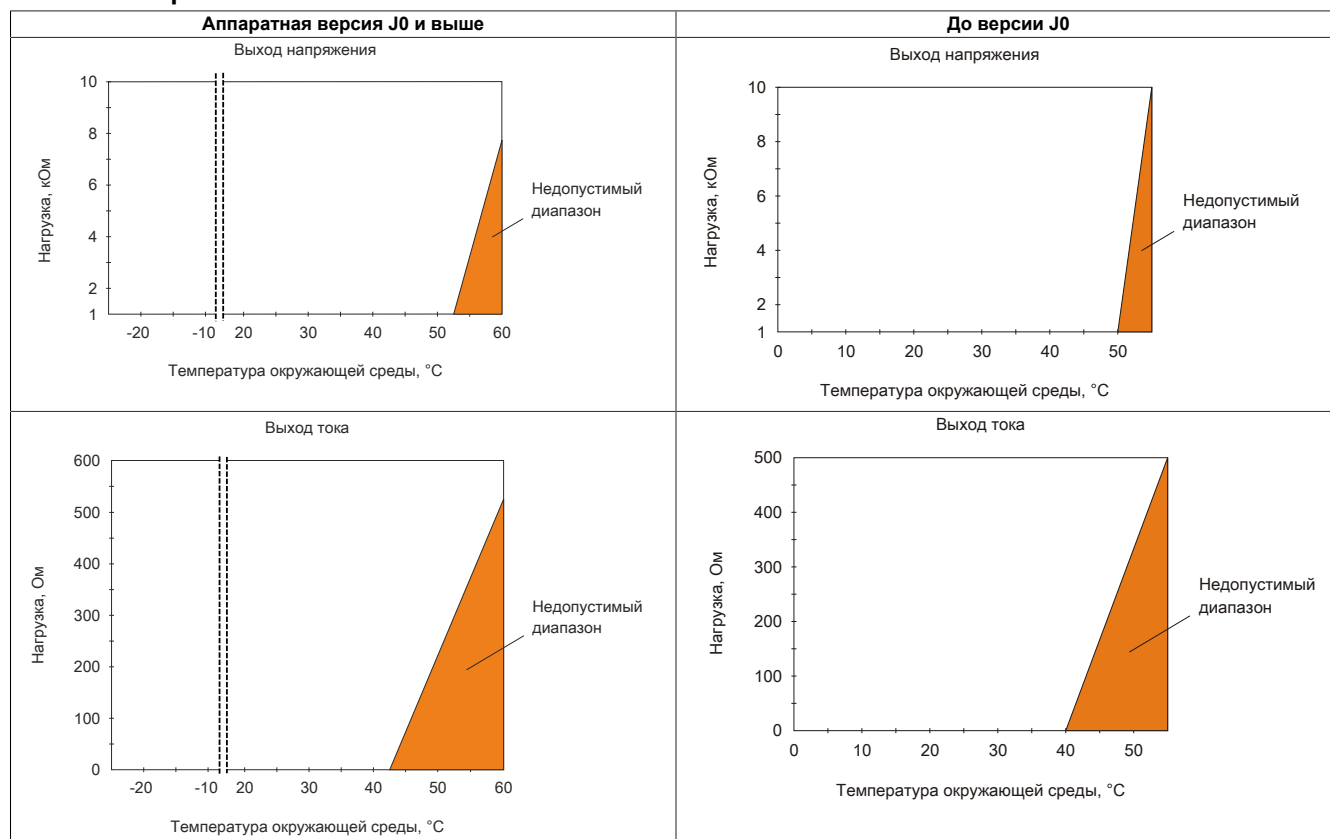 Аппаратная версия J0 и выше
До версии J0
Выход напряжения
10
8
6
4
2
1
Нагрузка, кОм
-20 -10 20 30 40 50 60
Температура окружающей среды, °C
Недопустимый
диапазон
Выход напряжения
10
8
6
4
2
1
Нагрузка, кОм
0 10 20 30 40 50
Температура окружающей среды, °C
Недопустимый
диапазон
Выход тока
600
500
400
300
200
100
0
Нагрузка, Ом
-20 -10 20 30 40 50 60
Температура окружающей среды, °C
Недопустимый
диапазон
Выход тока
500
400
300
200
100
0
Нагрузка, Ом
0 10 20 30 40 50
Температура окружающей среды, °C
Недопустимый
диапазон